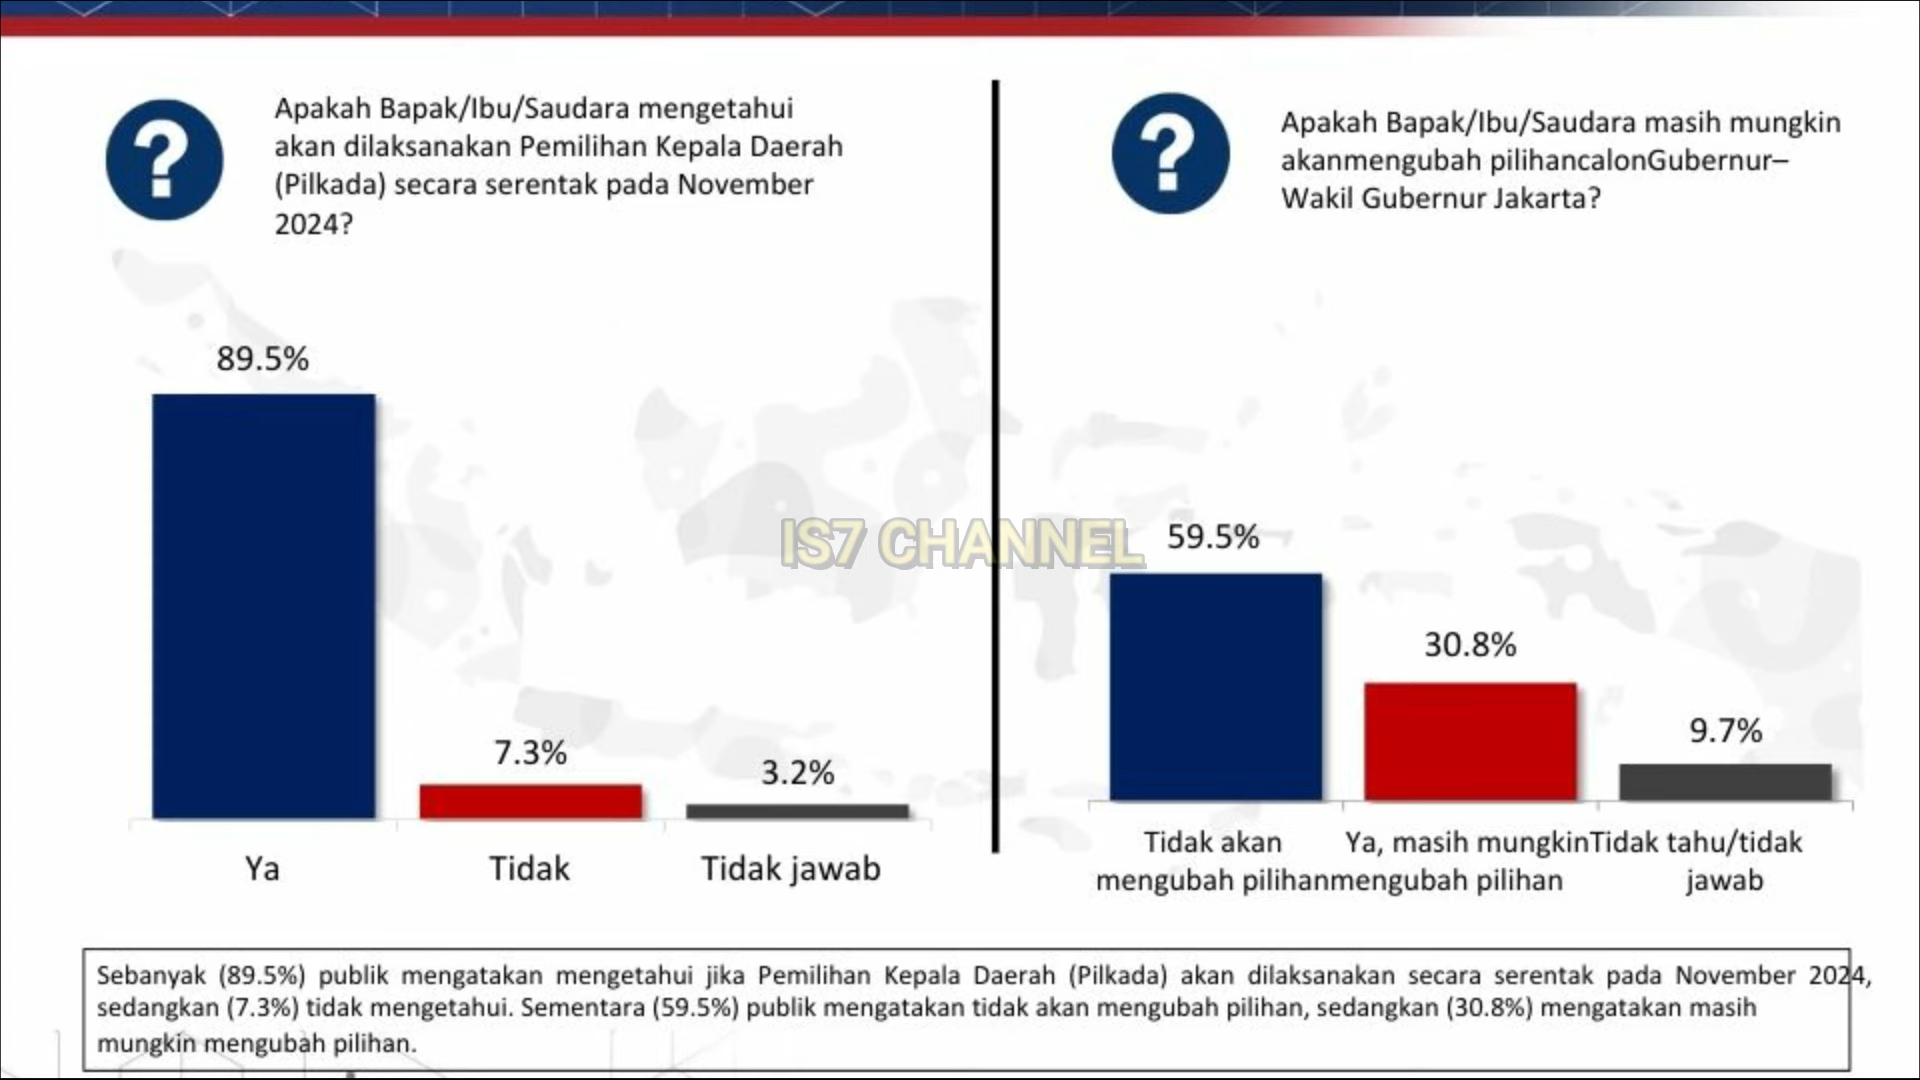 ?
Apakah Bapak/Ibu/Saudara mengetahui
akan dilaksanakan Pemilihan Kepala Daerah
(Pilkada) secara serentak pada November
2024?
89.5%
7.3%
3.2%
Ya
Tidak
Tidak jawab
?
Apakah Bapak/Ibu/Saudara masih mungkin
akanmengubah pilihancalonGubernur–
Wakil Gubernur Jakarta?
59.5%
30.8%
9.7%
Tidak akan
mengubah pilihan
Ya, masih mungkin
mengubah pilihan
Tidak tahu/tidak
jawab
IS7 CHANNEL
Sebanyak (89.5%) publik mengatakan mengetahui jika Pemilihan Kepala Daerah (Pilkada) akan dilaksanakan secara serentak pada November 2024,
sedangkan (7.3%) tidak mengetahui. Sementara (59.5%) publik mengatakan tidak akan mengubah pilihan, sedangkan (30.8%) mengatakan masih
mungkin mengubah pilihan.